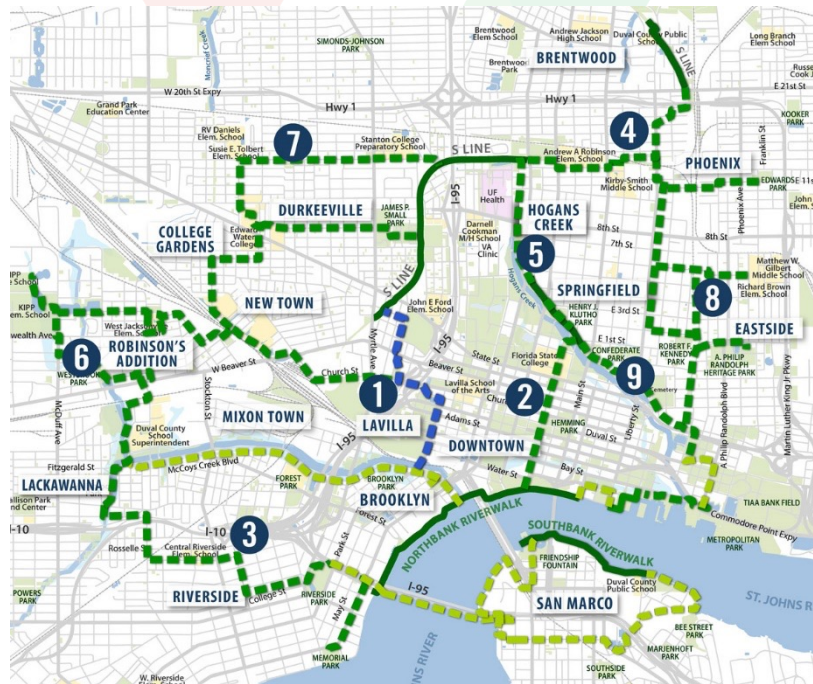 Brentwood
Elem School
Andrew Jackson
High School
Duval County Public
School
Long Branch
Elem School
SIMONDS-JOHNSON
PARK
Moncrief Creek
S LINE
BRENTWOOD
Brentwood
Park
W 20th St Expy
Hwy 1
Hwy 1
E 21st St
Grand Park
Education Center
KOOKER
PARK
4
RV Daniels
Elem. School
Susie E. Tolbert
Elem. School
7
Stanton College
Preparatory School
S LINE
Andrew A Robinson
Elem. School
PHOENIX
Franklin St
Kirby-Smith
Middle School
EDWARDS
E 11st
PARK
I-95
UF
Health
DURKEEVILLE
JAMES P.
SMALL
PARK
HOGANS
CREEK
Phoenix Ave
COLLEGE
GARDENS
Edward
Water
College
Darnell
Cookman
M/H School
VA
Clinic
8th St
7th St
8th St
5
Matthew W.
Gilbert
Middle School
S LINE
Hogans Creek
SPRINGFIELD
8
Richard Brown
Elem. School
KIPP
Elem. School
NEW TOWN
John E Ford
Elem. School
HENRY J.
KLUTHO
PARK
E 3rd St
EASTSIDE
West Jackson
Elem. School
ROBINSON'S
ADDITION
Myrtle Ave
I-95
E 1st St
ROBERT F.
KENNEDY
PARK
6
W Beaver St
State St
Beaver St
Florida State
College
CONFEDERATE
PARK
A. PHILIP
RANDOLPH
HERITAGE PARK
Church St
1
Lavilla School
of the Arts
2
9
Cemetery
McDuff Ave
Stockton St
MIXON TOWN
LAVILLA
Main St
Liberty St
A Philip Randolph Blvd
Martin Luther King Jr Pkwy
Duval County
School
Superintendent
I-95
Adams St
DOWNTOWN
HEMMING
PARK
Duval St
Fitzgerald St
McCoys Creek Blvd
LACKAWANNA
FOREST
PARK
BROOKLYN
PARK
BROOKLYN
Water St
Bay St
TIAA BANK FIELD
I-10
I-10
Forest St
Commodore Point Expy
3
Park St
NORTHBANK RIVERWALK
SOUTHBANK RIVERWALK
METROPOLITAN
PARK
Rosselle St
Central Riverside
Elem. School
FRIENDSHIP
FOUNTAIN
RIVERSIDE
College St
RIVERSIDE
PARK
I-95
Duval County
Public School
POWERS
PARK
May St
SAN MARCO
BEE STREET
PARK
MARJENHOFT
PARK
MEMORIAL
PARK
SOUTHSIDE
PARK
W. Riverside